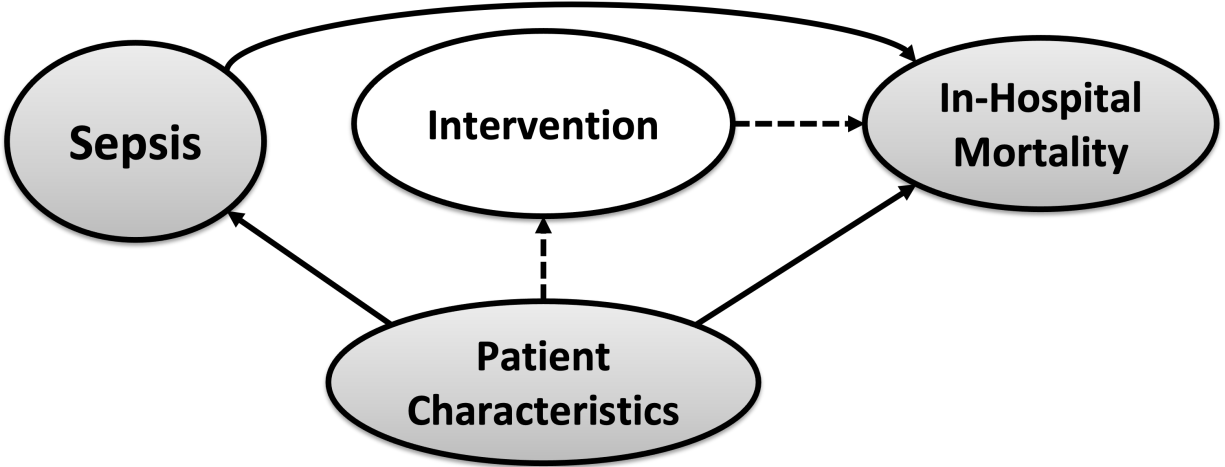 Sepsis
Intervention
In-Hospital
Mortality
Patient
Characteristics